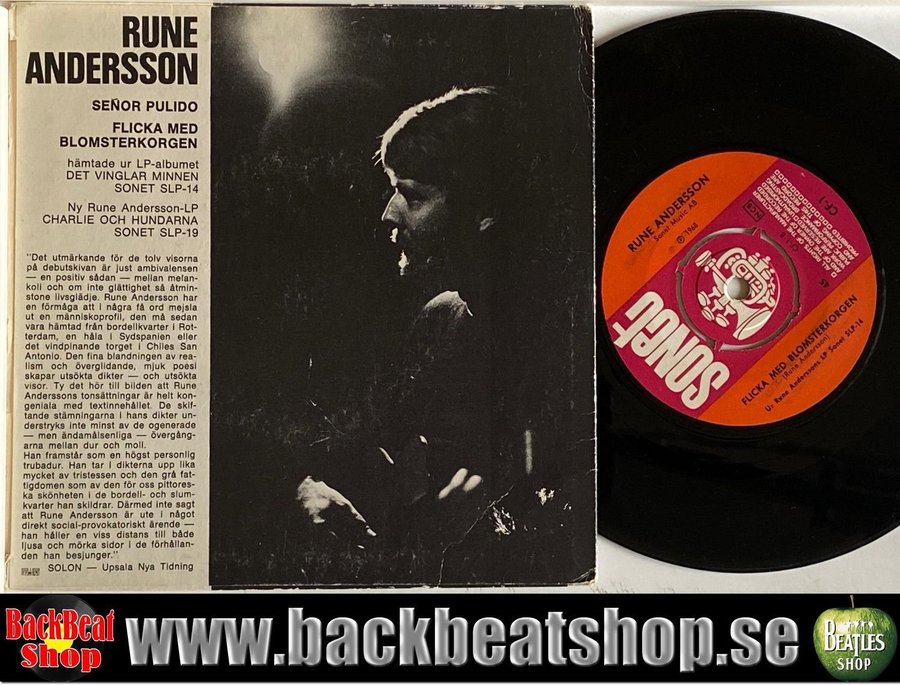 RUNE
ANDERSSON
SEÑOR PULIDO
FLICKA MED
BLOMSTERKORGEN
hämtade ur LP-albumet
DET VINGLAR MINNEN
SONET SLP-14
Ny Rune Andersson-LP
CHARLIE OCH HUNDARNA
SONET SLP-19
"Det utmärkande för de tolv visorna
på debutskivan är just ambivalensen
— en positiv sådan — mellan melan-
koli och om inte glättighet så åtmin-
stone livsglädje. Rune Andersson har
en förmåga att i några få ord mejsla
ut en människoprofil, den må sedan
vara hämtad från bordellkvarter i Rot-
terdam, en håla i Sydspanien eller
det vindpinande torget i Chiles San
Antonio. Den fina blandningen av rea-
lism och överglidande, mjuk poesi
skapar utsökta dikter — och utsökta
visor. Ty det hör till bilden att Rune
Anderssons tonsättningar är helt kon-
geniala med textinnehållet. De skif-
tande stämningarna i hans dikter un-
derstryks inte minst av de ogenerade
— men ändamålsenliga — övergång-
arna mellan dur och moll.
Han framstår som en högst personlig
trubadur. Han tar i dikterna upp lika
mycket av tristessen och den grå fat-
tigdomen som av den för oss pittores-
ka skönheten i de bordell- och slum-
kvarter han skildrar. Därmed inte sagt
att Rune Andersson är ute i något
direkt social-provokatoriskt ärende —
han håller en viss distans till både
ljusa och mörka sidor i de förhållan-
den han besjunger."
SOLON — Upsala Nya Tidning
RUNE ANDERSSON
Sonet Music AB
Ⓟ 1968
NCB
CF-1
45
SONET
FLICKA MED BLOMSTERKORGEN
(Rune Andersson)
Ur Rune Anderssons LP Sonet SLP-14
BackBeat
Shop
www.backbeatshop.se
BEATLES
SHOP